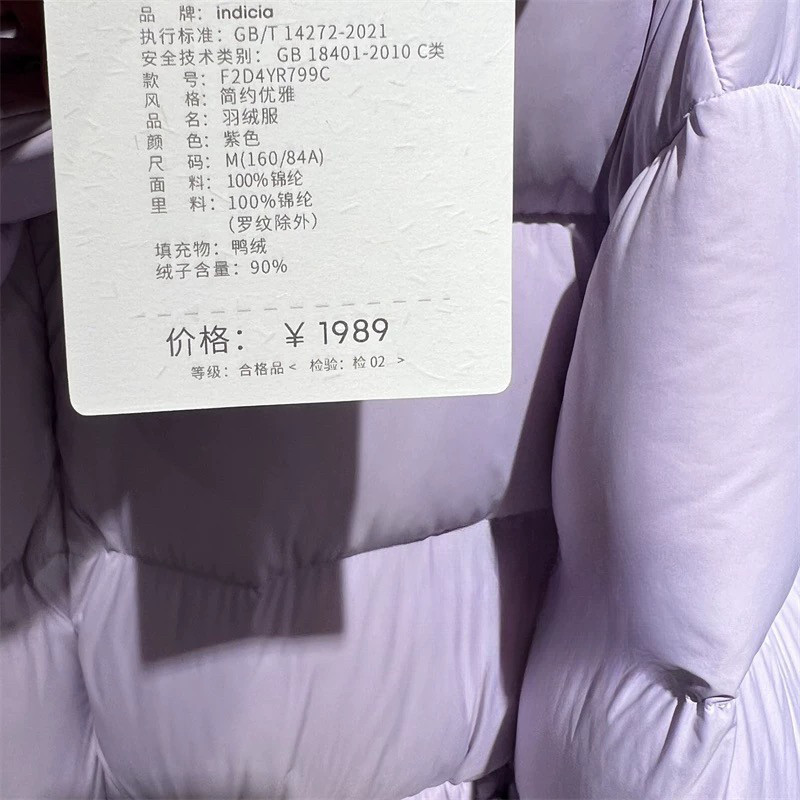 品 牌：indicia
执行标准：GB/T 14272-2021
安全技术类别：GB 18401-2010 C类
款 号：F2D4YR799C
风 格：简约优雅
品 名：羽绒服
颜 色：紫色
尺 码：M(160/84A)
面 料：100%锦纶
里 料：100%锦纶
（罗纹除外）
填充物：鸭绒
绒子含量：90%
价格：￥1989
等级：合格品< 检验：检02 >